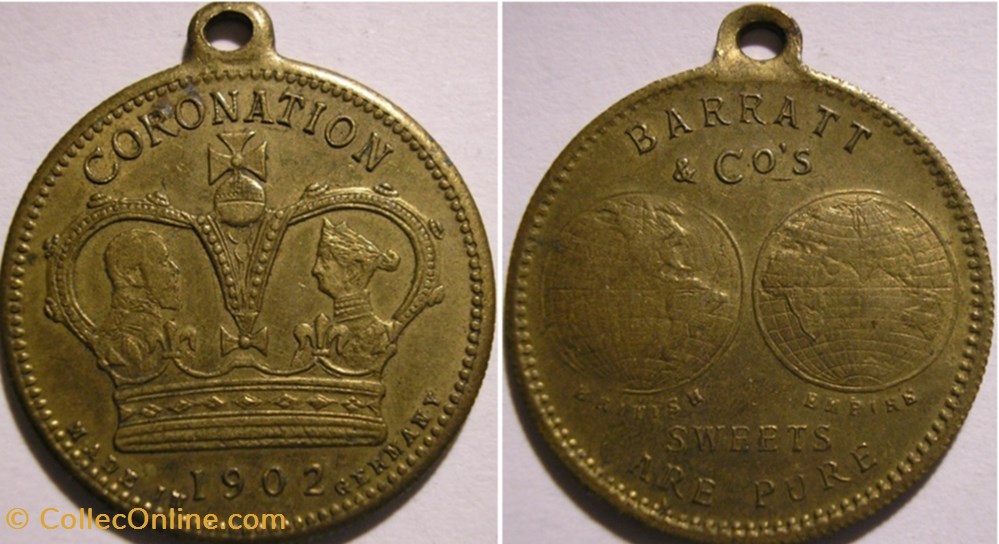 CORONATION
MADE IN 1902 GERMANY
BARRATT
& CO'S
BRITISH EMPIRE
SWEETS
ARE PURE
© CollecOnline.com